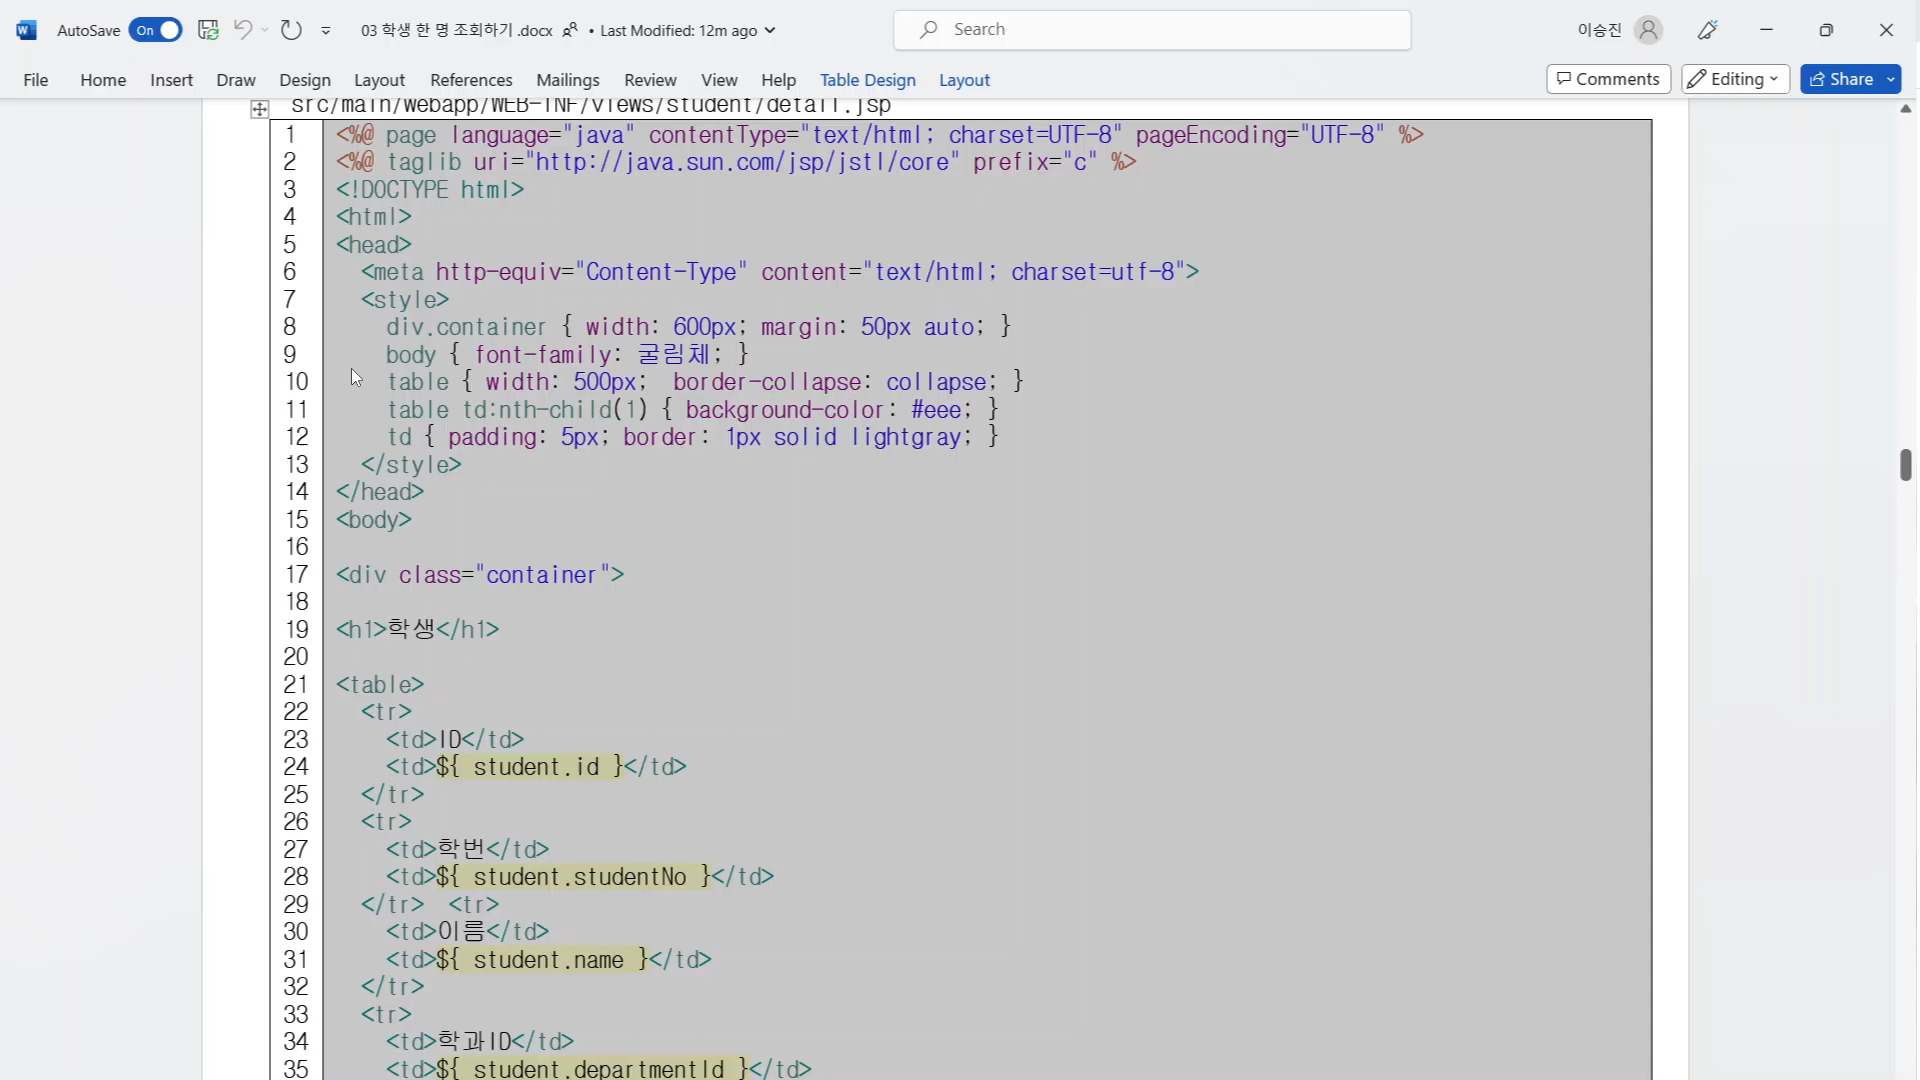 AutoSave On 03 학생 한 명 조회하기 .docx • Last Modified: 12m ago Search 이승진
File Home Insert Draw Design Layout References Mailings Review View Help Table Design Layout Comments Editing Share
src/main/webapp/WEB-INF/views/student/detail.jsp
1 <%@ page language="java" contentType="text/html; charset=UTF-8" pageEncoding="UTF-8" %>
2 <%@ taglib uri="http://java.sun.com/jsp/jstl/core" prefix="c" %>
3 <!DOCTYPE html>
4 <html>
5 <head>
6   <meta http-equiv="Content-Type" content="text/html; charset=utf-8">
7   <style>
8     div.container { width: 600px; margin: 50px auto; }
9     body { font-family: 굴림체; }
10     table { width: 500px;  border-collapse: collapse; }
11     table td:nth-child(1) { background-color: #eee; }
12     td { padding: 5px; border: 1px solid lightgray; }
13   </style>
14 </head>
15 <body>
16
17 <div class="container">
18
19 <h1>학생</h1>
20
21 <table>
22   <tr>
23     <td>ID</td>
24     <td>${ student.id }</td>
25   </tr>
26   <tr>
27     <td>학번</td>
28     <td>${ student.studentNo }</td>
29   </tr>  <tr>
30     <td>이름</td>
31     <td>${ student.name }</td>
32   </tr>
33   <tr>
34     <td>학과ID</td>
35     <td>${ student.departmentId }</td>